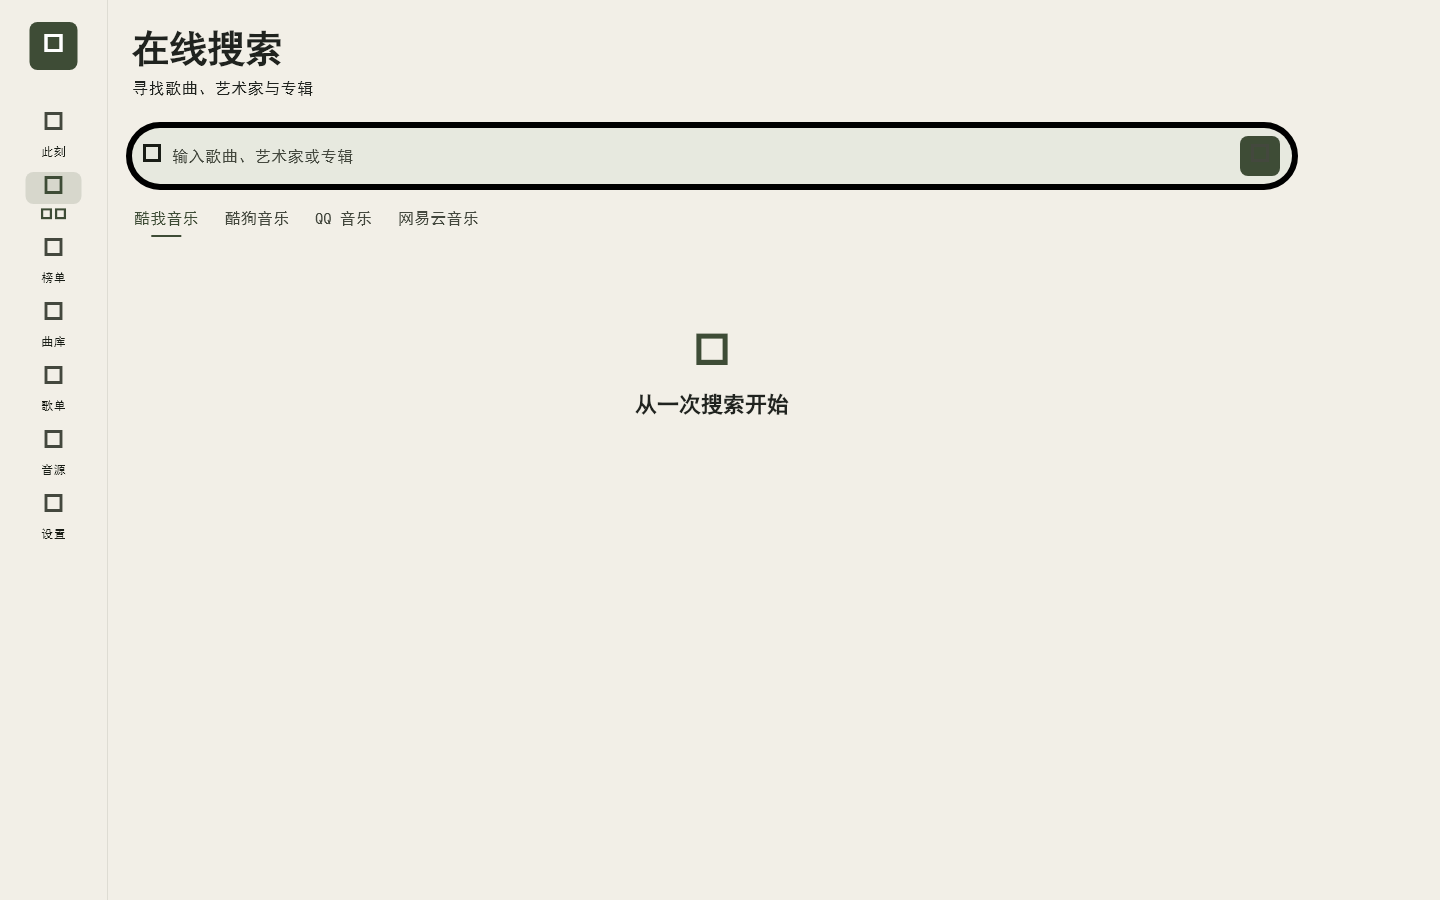 在线搜索
寻找歌曲、艺术家与专辑
输入歌曲、艺术家或专辑
酷我音乐
酷狗音乐
QQ 音乐
网易云音乐
从一次搜索开始
此刻
榜单
曲库
歌单
音源
设置